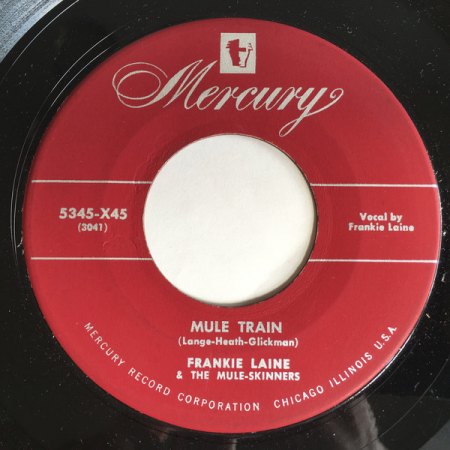 Mercury
5345-X45
(3041)
Vocal by
Frankie Laine
MULE TRAIN
(Lange-Heath-Glickman)
FRANKIE LAINE
& THE MULE-SKINNERS
MERCURY RECORD CORPORATION CHICAGO ILLINOIS U.S.A.